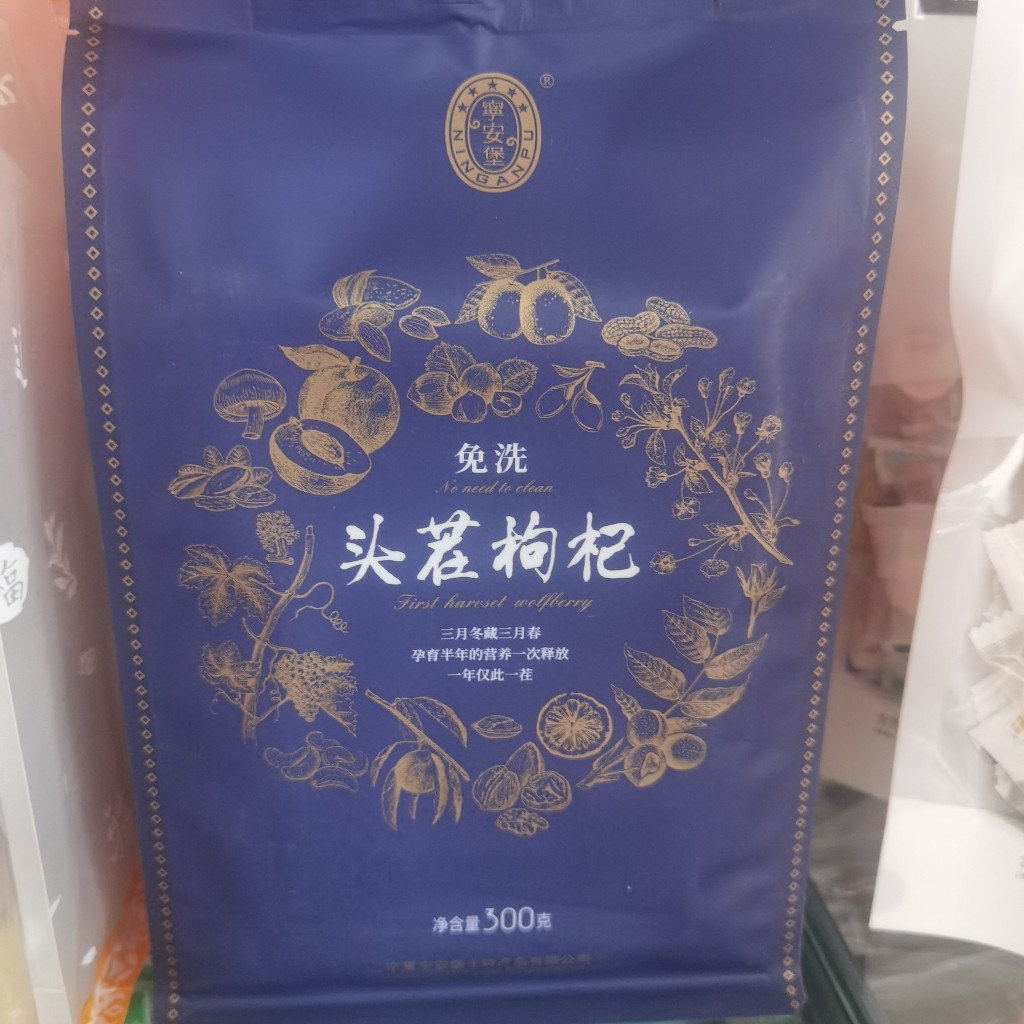 寧安堡
®
NINGANPU
免洗
No need to clean
头茬枸杞
First harvset wolfberry
三月冬藏三月春
孕育半年的营养一次释放
一年仅此一茬
净含量300克
富